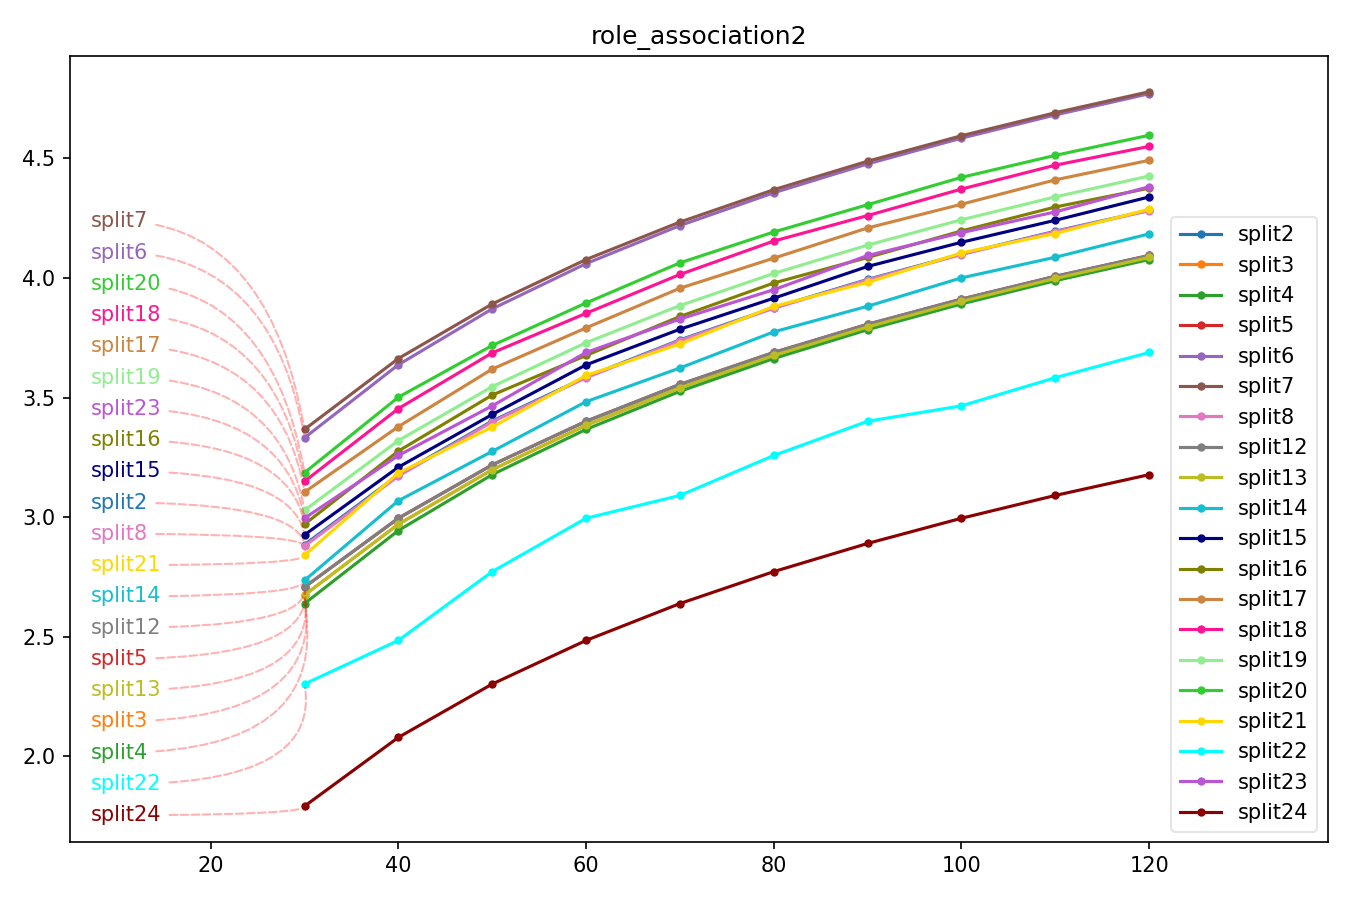 role_association2
4.5
4.0
3.5
3.0
2.5
2.0
split7
split6
split20
split18
split17
split19
split23
split16
split15
split2
split8
split21
split14
split12
split5
split13
split3
split4
split22
split24
split2
split3
split4
split5
split6
split7
split8
split12
split13
split14
split15
split16
split17
split18
split19
split20
split21
split22
split23
split24
20 40 60 80 100 120